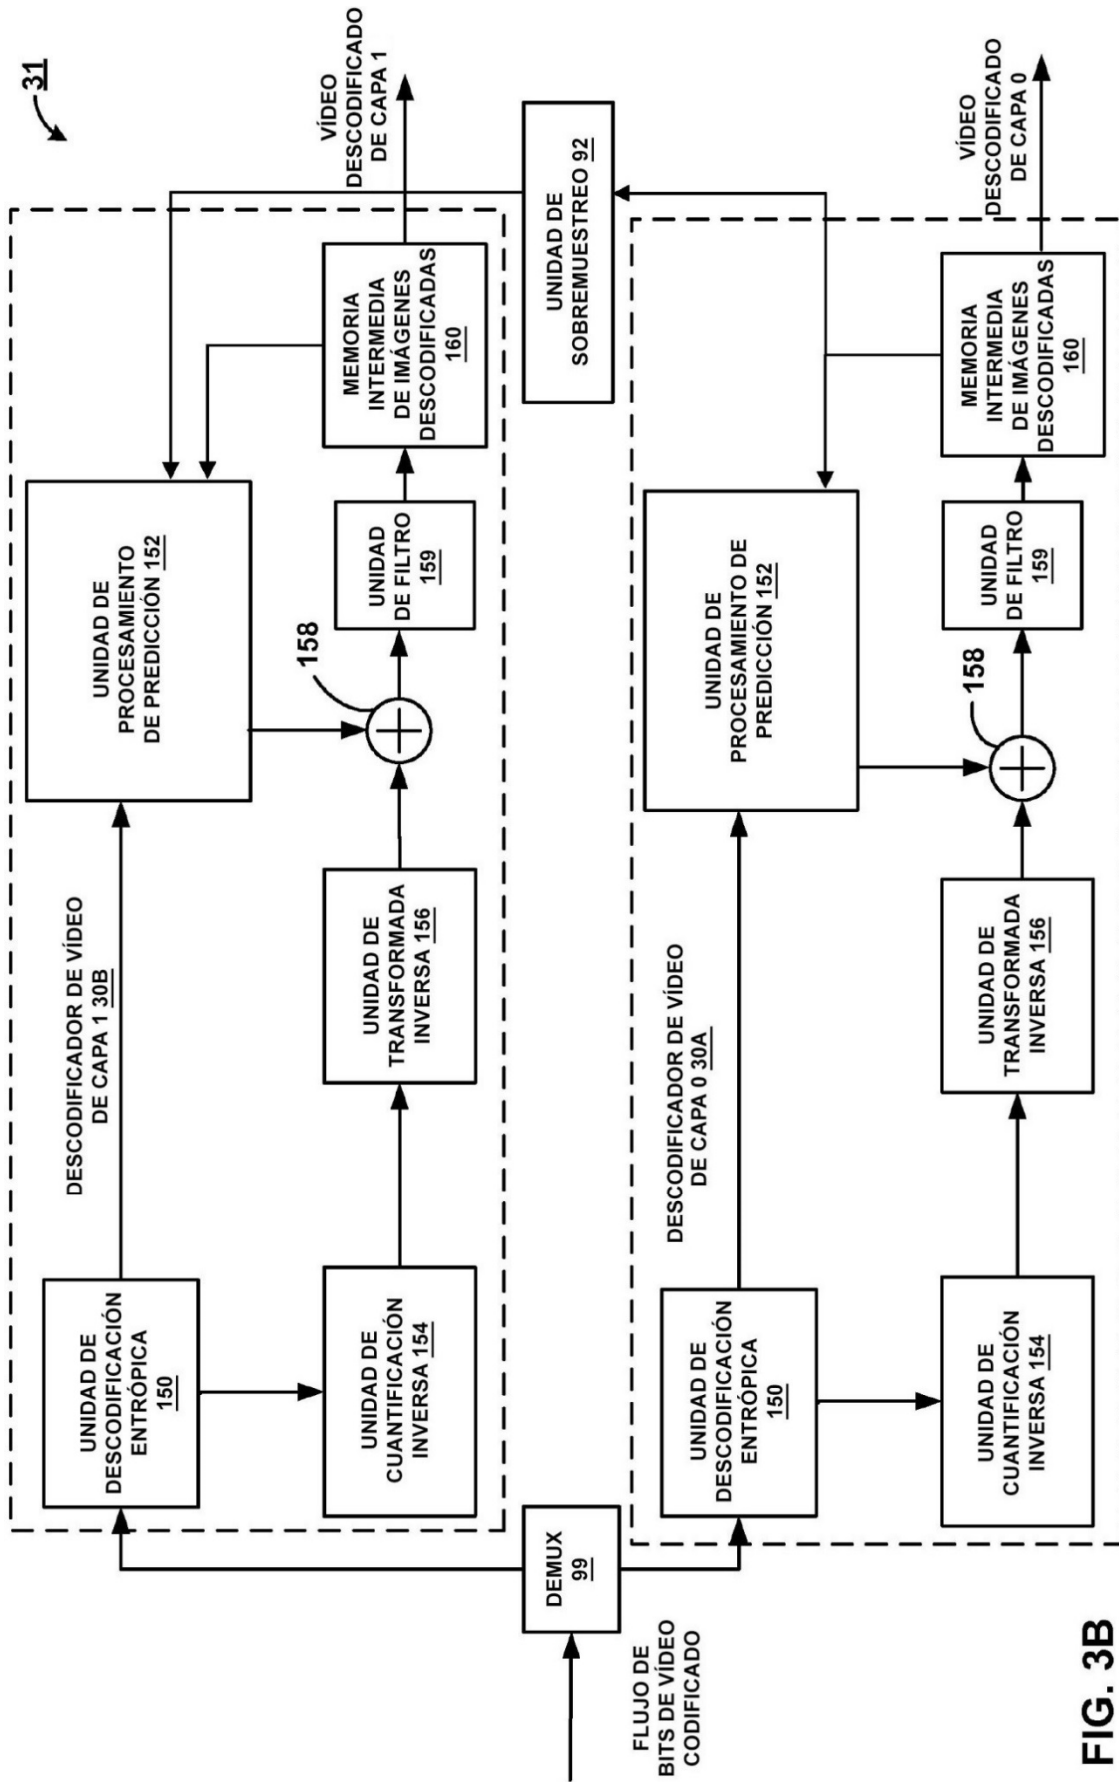 31
DESCODIFICADOR DE VÍDEO
DE CAPA 1 30B
UNIDAD DE
DESCODIFICACIÓN
ENTRÓPICA
150
UNIDAD DE
PROCESAMIENTO
DE PREDICCIÓN 152
VÍDEO
DESCODIFICADO
DE CAPA 1
UNIDAD DE
CUANTIFICACIÓN
INVERSA 154
UNIDAD DE
TRANSFORMADA
INVERSA 156
158
UNIDAD
DE FILTRO
159
MEMORIA
INTERMEDIA
DE IMÁGENES
DESCODIFICADAS
160
DEMUX
99
UNIDAD DE
SOBREMUESTREO 92
FLUJO DE
BITS DE VÍDEO
CODIFICADO
DESCODIFICADOR DE VÍDEO
DE CAPA 0 30A
UNIDAD DE
DESCODIFICACIÓN
ENTRÓPICA
150
UNIDAD DE
PROCESAMIENTO DE
PREDICCIÓN 152
VÍDEO
DESCODIFICADO
DE CAPA 0
UNIDAD DE
CUANTIFICACIÓN
INVERSA 154
UNIDAD DE
TRANSFORMADA
INVERSA 156
158
UNIDAD
DE FILTRO
159
MEMORIA
INTERMEDIA
DE IMÁGENES
DESCODIFICADAS
160
FIG. 3B